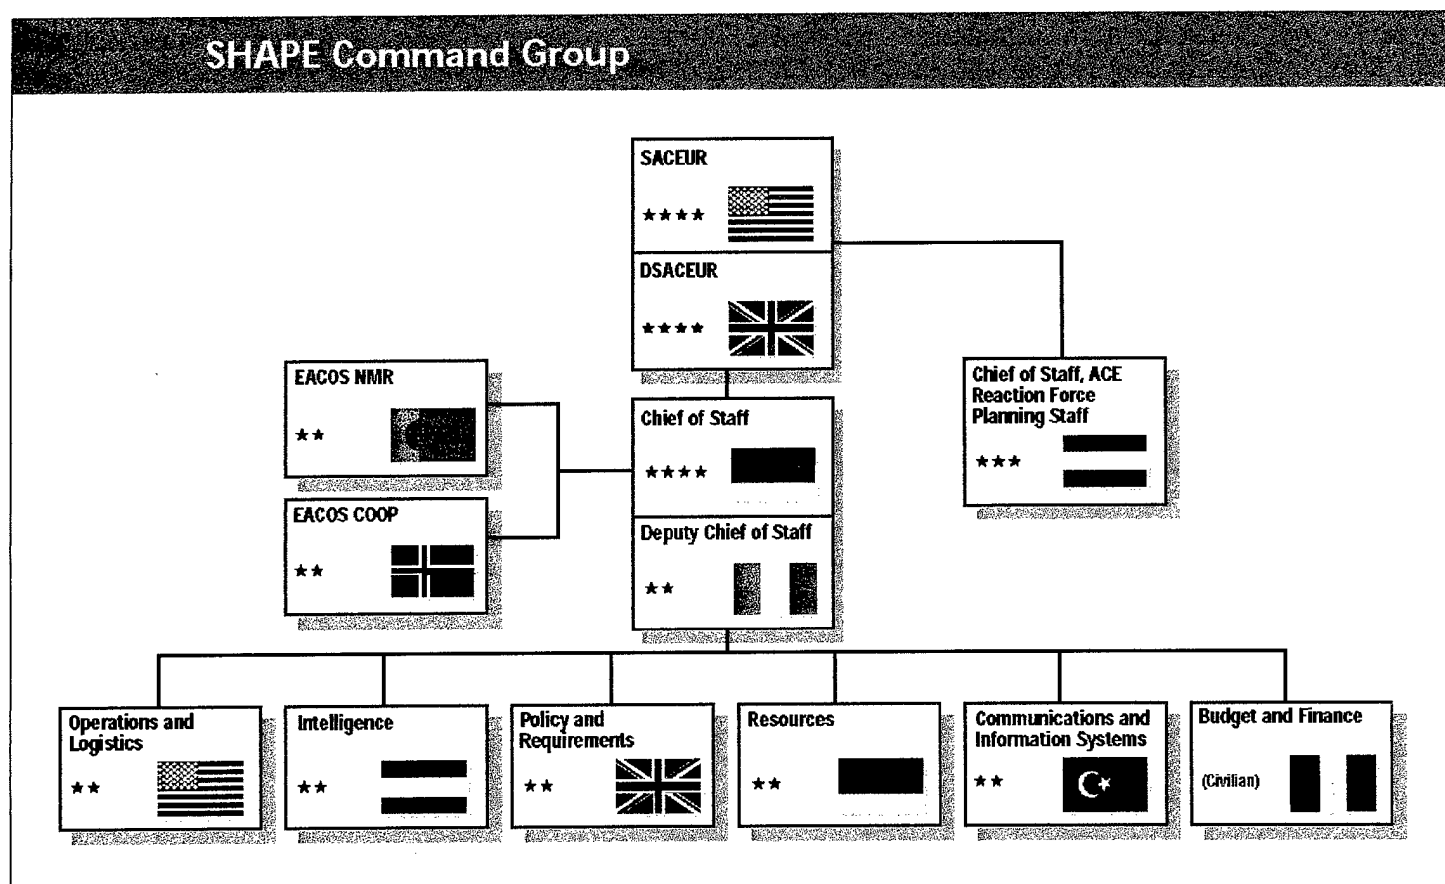 SHAPE Command Group
SACEUR
DSACEUR
EACOS NMR
EACOS COOP
Chief of Staff
Deputy Chief of Staff
Chief of Staff, ACE
Reaction Force
Planning Staff
Operations and
Logistics
Intelligence
Policy and
Requirements
Resources
Communications and
Information Systems
Budget and Finance
(Civilian)